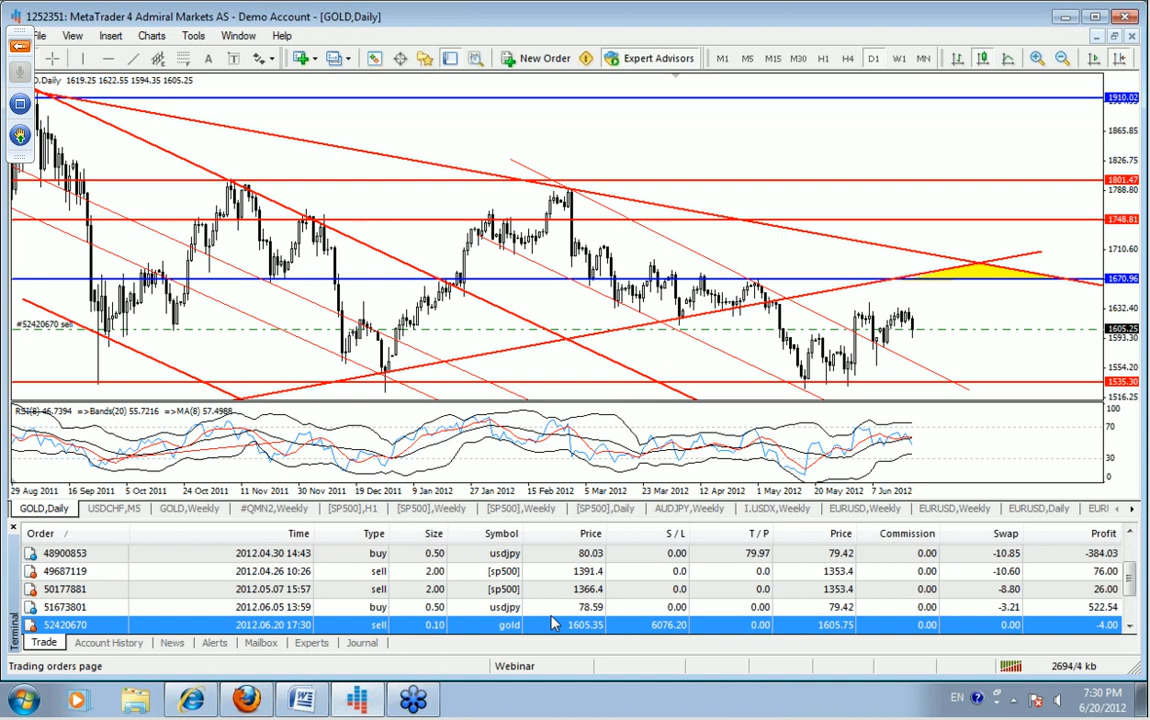 1252351: MetaTrader 4 Admiral Markets AS - Demo Account - [GOLD,Daily]
File View Insert Charts Tools Window Help
A T New Order Expert Advisors M1 M5 M15 M30 H1 H4 D1 W1 MN
D,Daily 1619.25 1622.55 1594.35 1605.25
1910.02
1865.85
1826.75
1801.47
1788.80
1748.81
1710.60
1670.96
1632.40
#52420670 sell
1605.25
1593.30
1554.20
1535.30
1516.25
RSI(8) 46.7394 =>Bands(20) 55.7216 =>MA(8) 57.4988
100
70
30
0
29 Aug 2011 16 Sep 2011 5 Oct 2011 24 Oct 2011 11 Nov 2011 30 Nov 2011 19 Dec 2011 9 Jan 2012 27 Jan 2012 15 Feb 2012 5 Mar 2012 23 Mar 2012 12 Apr 2012 1 May 2012 20 May 2012 7 Jun 2012
GOLD,Daily USDCHF,M5 GOLD,Weekly #QMN2,Weekly [SP500],H1 [SP500],Weekly [SP500],Weekly [SP500],Daily AUDJPY,Weekly I.USDX,Weekly EURUSD,Weekly EURUSD,Weekly EURUSD,Daily EURI
Order / Time Type Size Symbol Price S / L T / P Price Commission Swap Profit
48900853 2012.04.30 14:43 buy 0.50 usdjpy 80.03 0.00 79.97 79.42 0.00 -10.85 -384.03
49687119 2012.04.26 10:26 sell 2.00 [sp500] 1391.4 0.0 0.0 1353.4 0.00 -10.60 76.00
50177881 2012.05.07 15:59 sell 2.00 [sp500] 1366.4 0.0 0.0 1353.4 0.00 -8.80 26.00
51673801 2012.06.05 13:59 buy 0.50 usdjpy 78.59 0.00 0.00 79.42 0.00 -3.21 522.54
52420670 2012.06.20 17:30 sell 0.10 gold 1605.35 6076.20 0.00 1605.75 0.00 0.00 -4.00
Terminal
Trade Account History News Alerts Mailbox Experts Journal
Trading orders page Webinar 2694/4 kb
EN 7:30 PM
6/20/2012